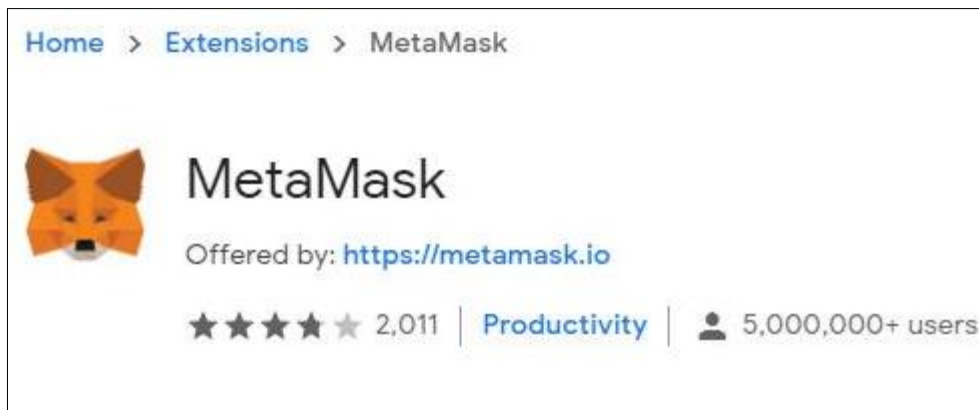 Home > Extensions > MetaMask
MetaMask
Offered by: https://metamask.io
2,011 | Productivity | 5,000,000+ users